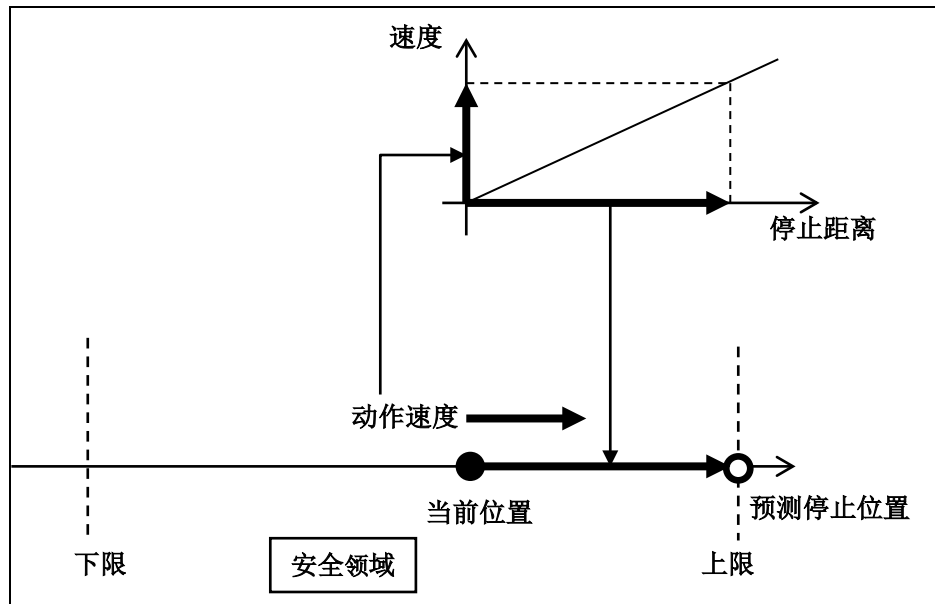 速度
停止距离
动作速度
当前位置
预测停止位置
下限
安全领域
上限